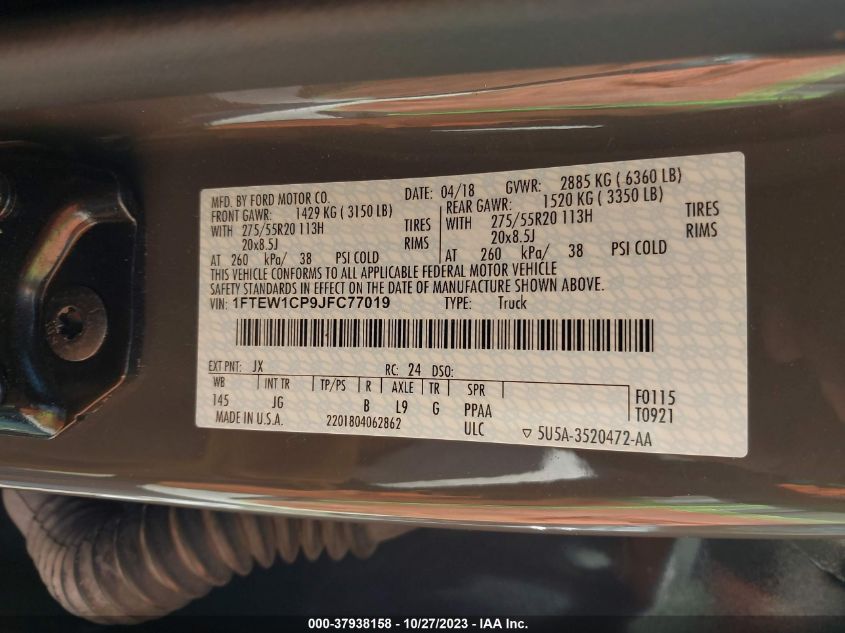 MFD. BY FORD MOTOR CO. DATE: 04/18 GVWR: 2885 KG ( 6360 LB)
FRONT GAWR: 1429 KG ( 3150 LB) REAR GAWR: 1520 KG ( 3350 LB)
WITH 275/55R20 113H TIRES WITH 275/55R20 113H TIRES
20x8.5J RIMS 20x8.5J RIMS
AT 260 kPa/ 38 PSI COLD AT 260 kPa/ 38 PSI COLD
THIS VEHICLE CONFORMS TO ALL APPLICABLE FEDERAL MOTOR VEHICLE
SAFETY STANDARDS IN EFFECT ON THE DATE OF MANUFACTURE SHOWN ABOVE.
VIN: 1FTEW1CP9JFC77019 TYPE: Truck
EXT PNT: JX RC: 24 DSO:
WB INT TR TP/PS R AXLE TR SPR F0115
145 JG B L9 G PPAA T0921
MADE IN U.S.A. 2201804062862 ULC ▽ 5U5A-3520472-AA
000-37938158 - 10/27/2023 - IAA Inc.